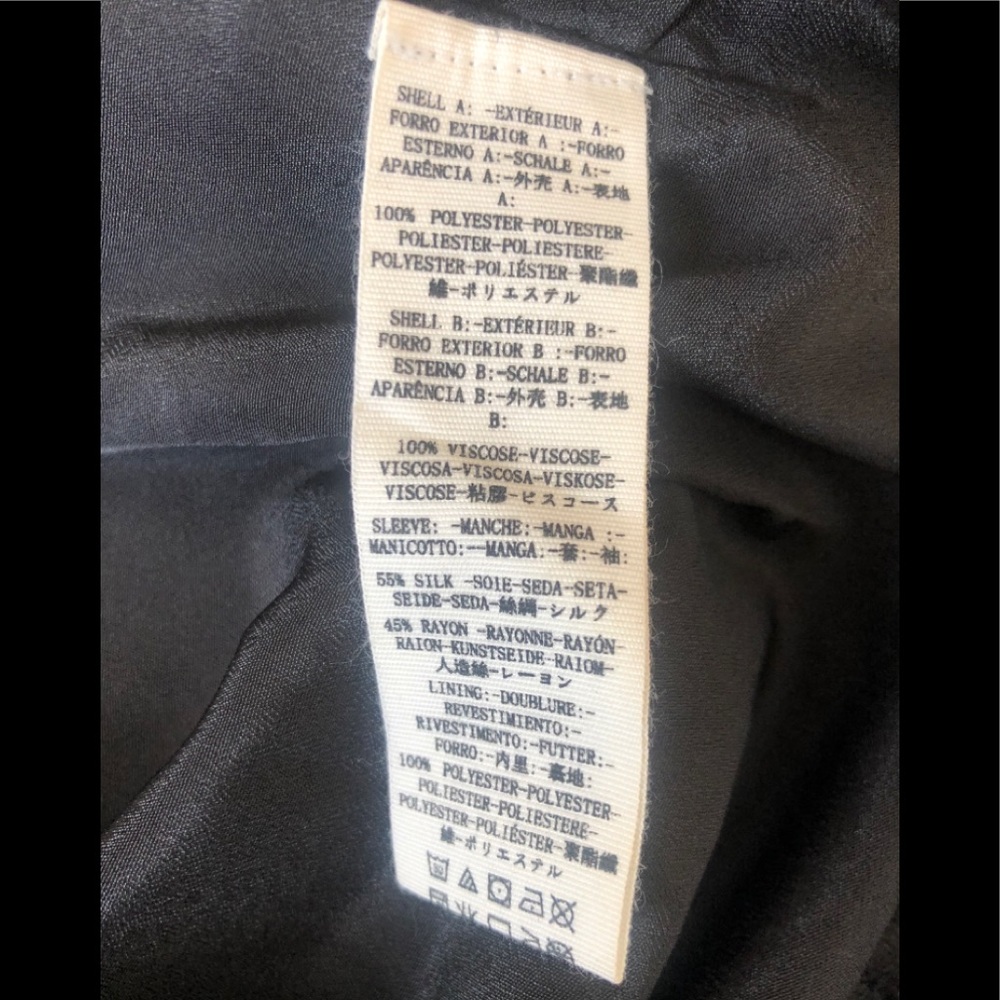 SHELL A: -EXTÉRIEUR A:-
FORRO EXTERIOR A :-FORRO
ESTERNO A:-SCHALE A:-
APARÊNCIA A:-外壳 A:-表地
A:
100% POLYESTER-POLYESTER-
POLIESTER-POLIESTERE-
POLYESTER-POLIÉSTER-聚酯纖
維-ポリエステル
SHELL B:-EXTÉRIEUR B:-
FORRO EXTERIOR B :-FORRO
ESTERNO B:-SCHALE B:-
APARÊNCIA B:-外壳 B:-表地
B:
100% VISCOSE-VISCOSE-
VISCOSA-VISCOSA-VISKOSE-
VISCOSE-粘膠-ビスコース
SLEEVE: -MANCHE:-MANGA :-
MANICOTTO:--MANGA:-套:-袖:
55% SILK -SOIE-SEDA-SETA-
SEIDE-SEDA-絲綢-シルク
45% RAYON -RAYONNE-RAYÓN-
RAION-KUNSTSEIDE-RAIOM-
人造絲-レーヨン
LINING:-DOUBLURE:-
REVESTIMIENTO:-
RIVESTIMENTO:-FUTTER:-
FORRO:-内里:-裏地:
100% POLYESTER-POLYESTER-
POLIESTER-POLIESTERE-
POLYESTER-POLIÉSTER-聚酯纖
維-ポリエステル